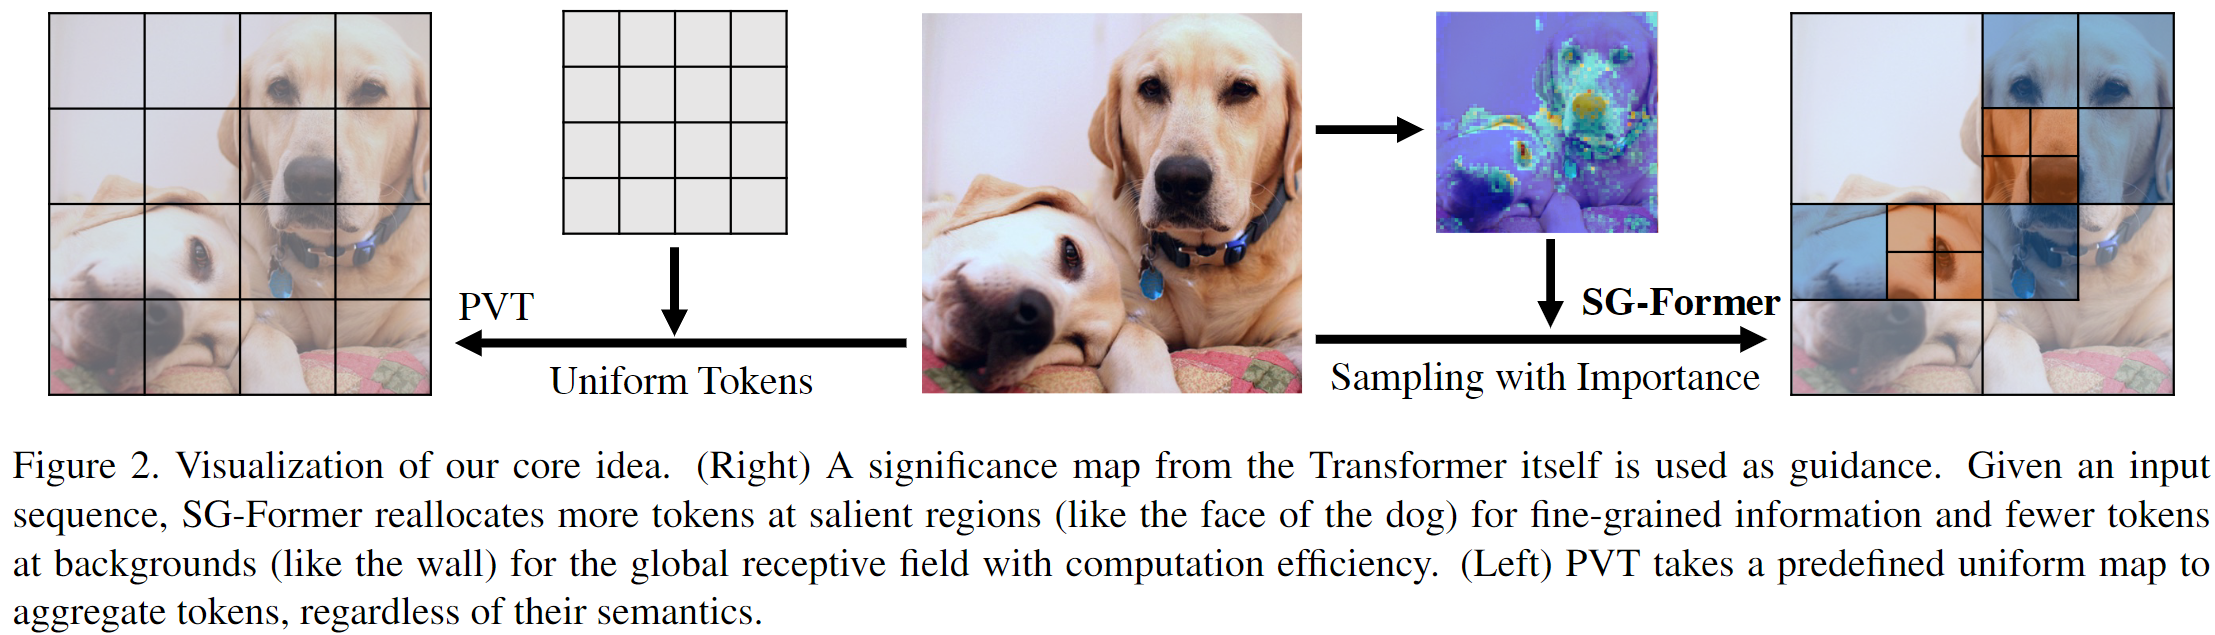 PVT
Uniform Tokens
SG-Former
Sampling with Importance
Figure 2. Visualization of our core idea. (Right) A significance map from the Transformer itself is used as guidance. Given an input
sequence, SG-Former reallocates more tokens at salient regions (like the face of the dog) for fine-grained information and fewer tokens
at backgrounds (like the wall) for the global receptive field with computation efficiency. (Left) PVT takes a predefined uniform map to
aggregate tokens, regardless of their semantics.